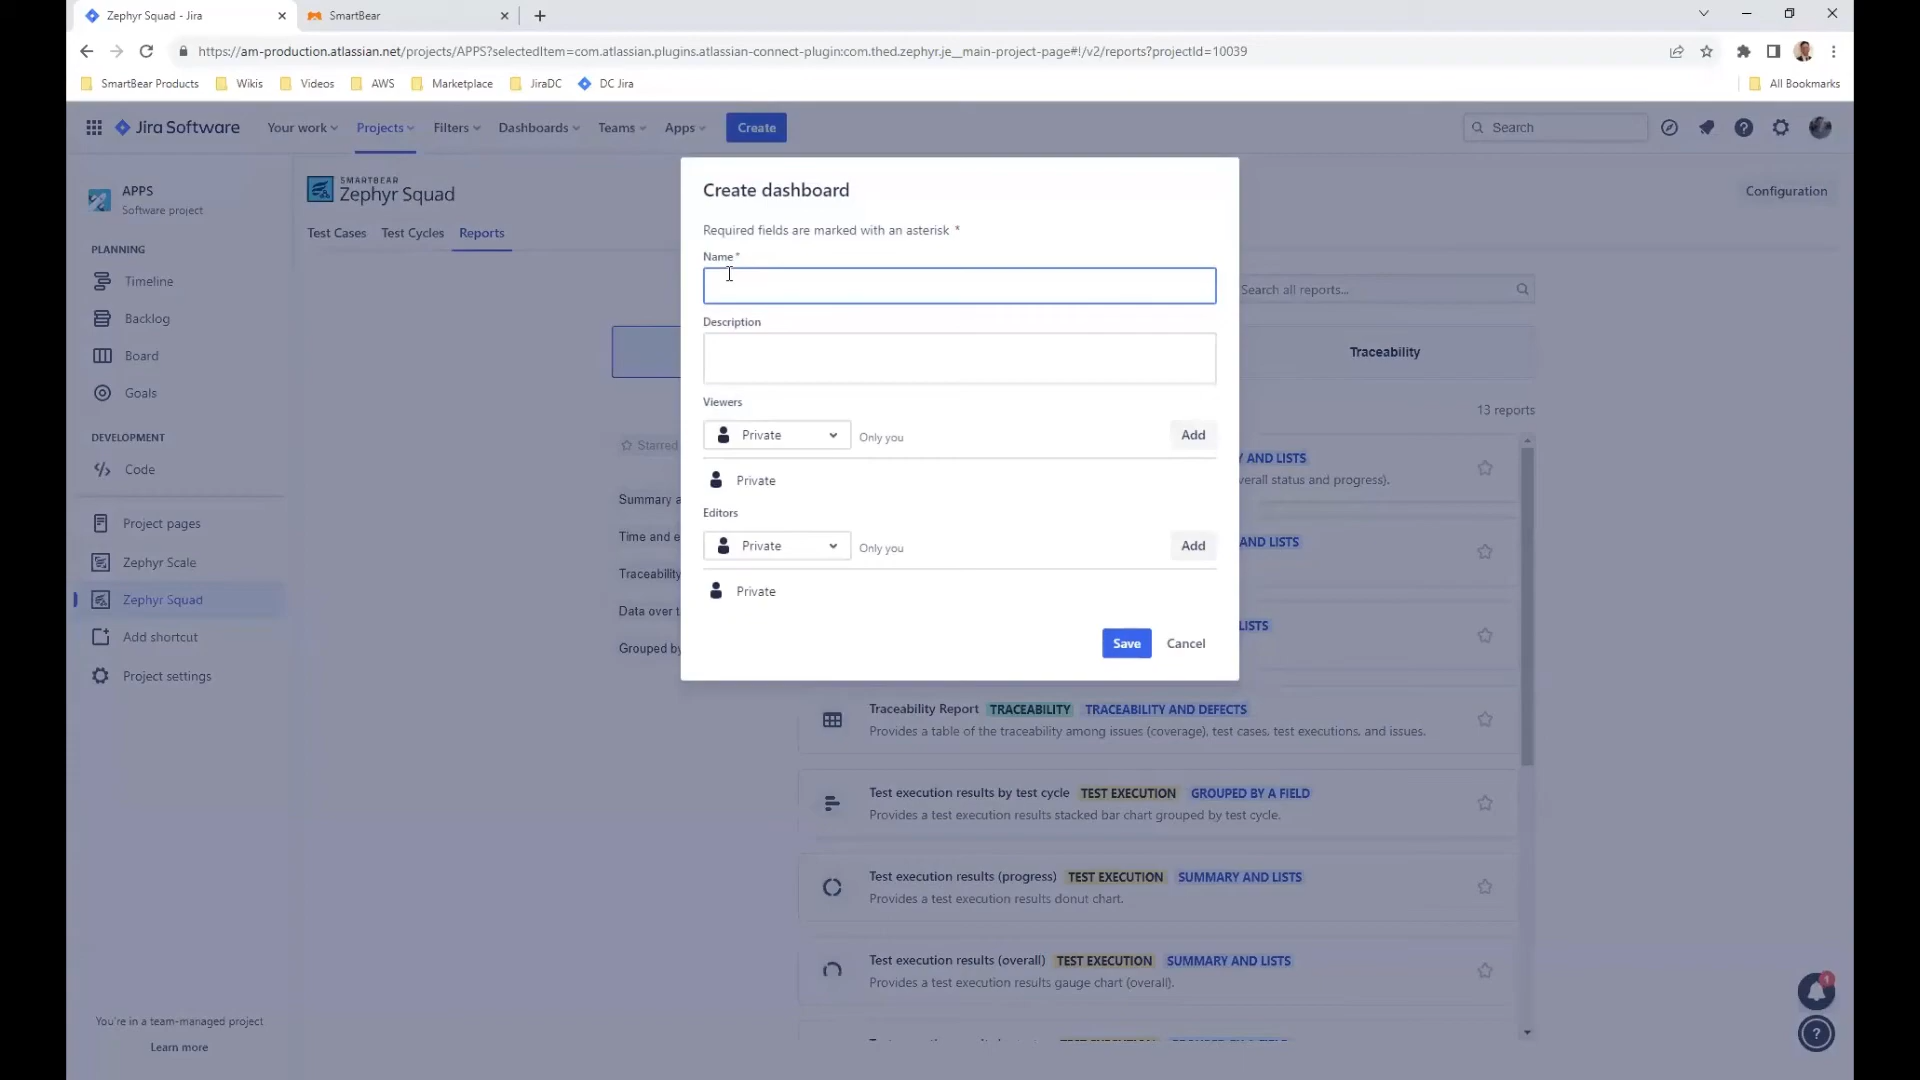 Zephyr Squad - Jira
SmartBear
https://am-production.atlassian.net/projects/APPS?selectedItem=com.atlassian.plugins.atlassian-connect-plugin:com.thed.zephyr.je__main-project-page#!/v2/reports?projectId=10039
SmartBear Products Wikis Videos AWS Marketplace JiraDC DC Jira All Bookmarks
Jira Software Your work Projects Filters Dashboards Teams Apps Create Search
APPS
Software project
SMARTBEAR
Zephyr Squad
Configuration
Test Cases Test Cycles Reports
PLANNING
Timeline
Backlog
Board
Goals
DEVELOPMENT
Code
Project pages
Zephyr Scale
Zephyr Squad
Add shortcut
Project settings
You're in a team-managed project
Learn more
Create dashboard
Required fields are marked with an asterisk *
Name *
Description
Viewers
Private Only you Add
Private
Editors
Private Only you Add
Private
Save Cancel
Search all reports...
Traceability
13 reports
Starred
Summary
Time and
Traceability
Data over
Grouped by
AND LISTS
overall status and progress).
AND LISTS
LISTS
Traceability Report TRACEABILITY TRACEABILITY AND DEFECTS
Provides a table of the traceability among issues (coverage), test cases, test executions, and issues.
Test execution results by test cycle TEST EXECUTION GROUPED BY A FIELD
Provides a test execution results stacked bar chart grouped by test cycle.
Test execution results (progress) TEST EXECUTION SUMMARY AND LISTS
Provides a test execution results donut chart.
Test execution results (overall) TEST EXECUTION SUMMARY AND LISTS
Provides a test execution results gauge chart (overall).
1